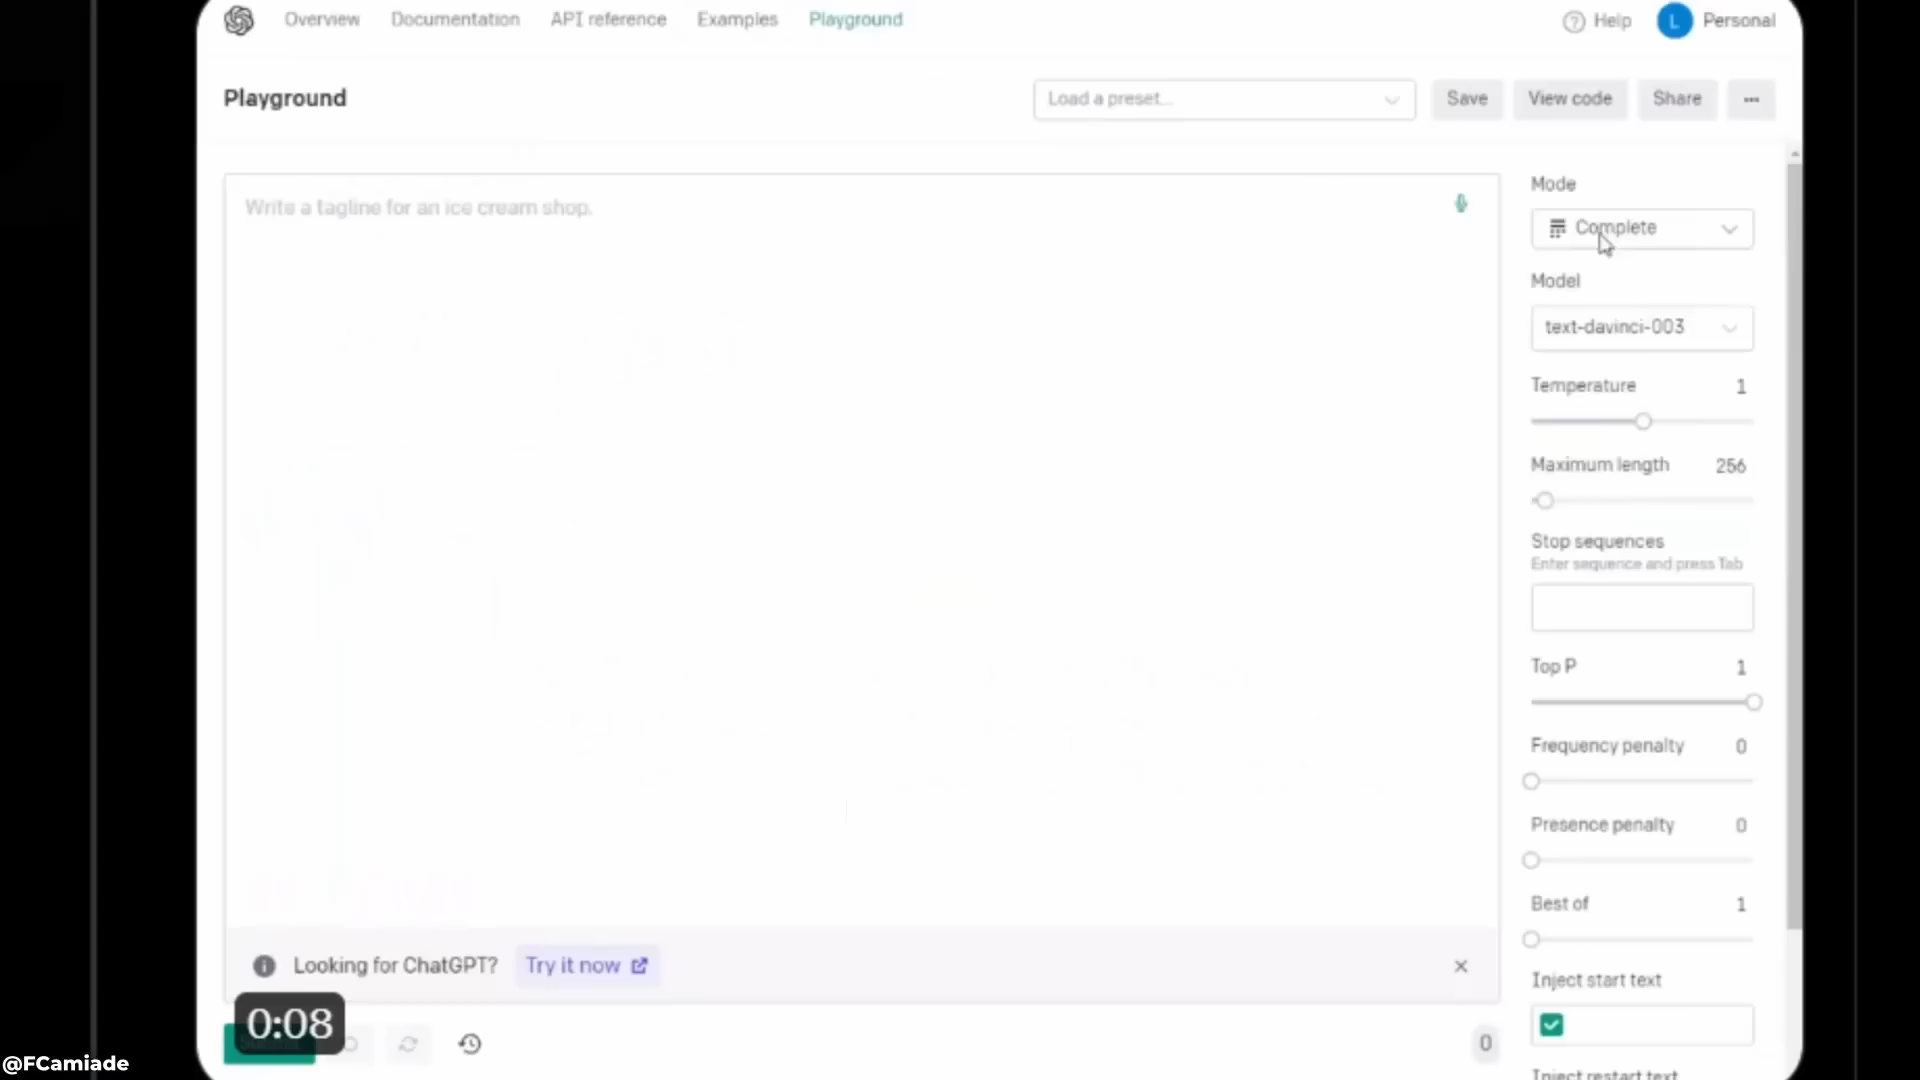 Overview Documentation API reference Examples Playground Help L Personal
Playground
Load a preset... Save View code Share ...
Write a tagline for an ice cream shop.
Mode
Complete
Model
text-davinci-003
Temperature 1
Maximum length 256
Stop sequences
Enter sequence and press Tab
Top P 1
Frequency penalty 0
Presence penalty 0
Best of 1
Looking for ChatGPT? Try it now
Inject start text
0:08
0
@FCamiade
Inject restart text